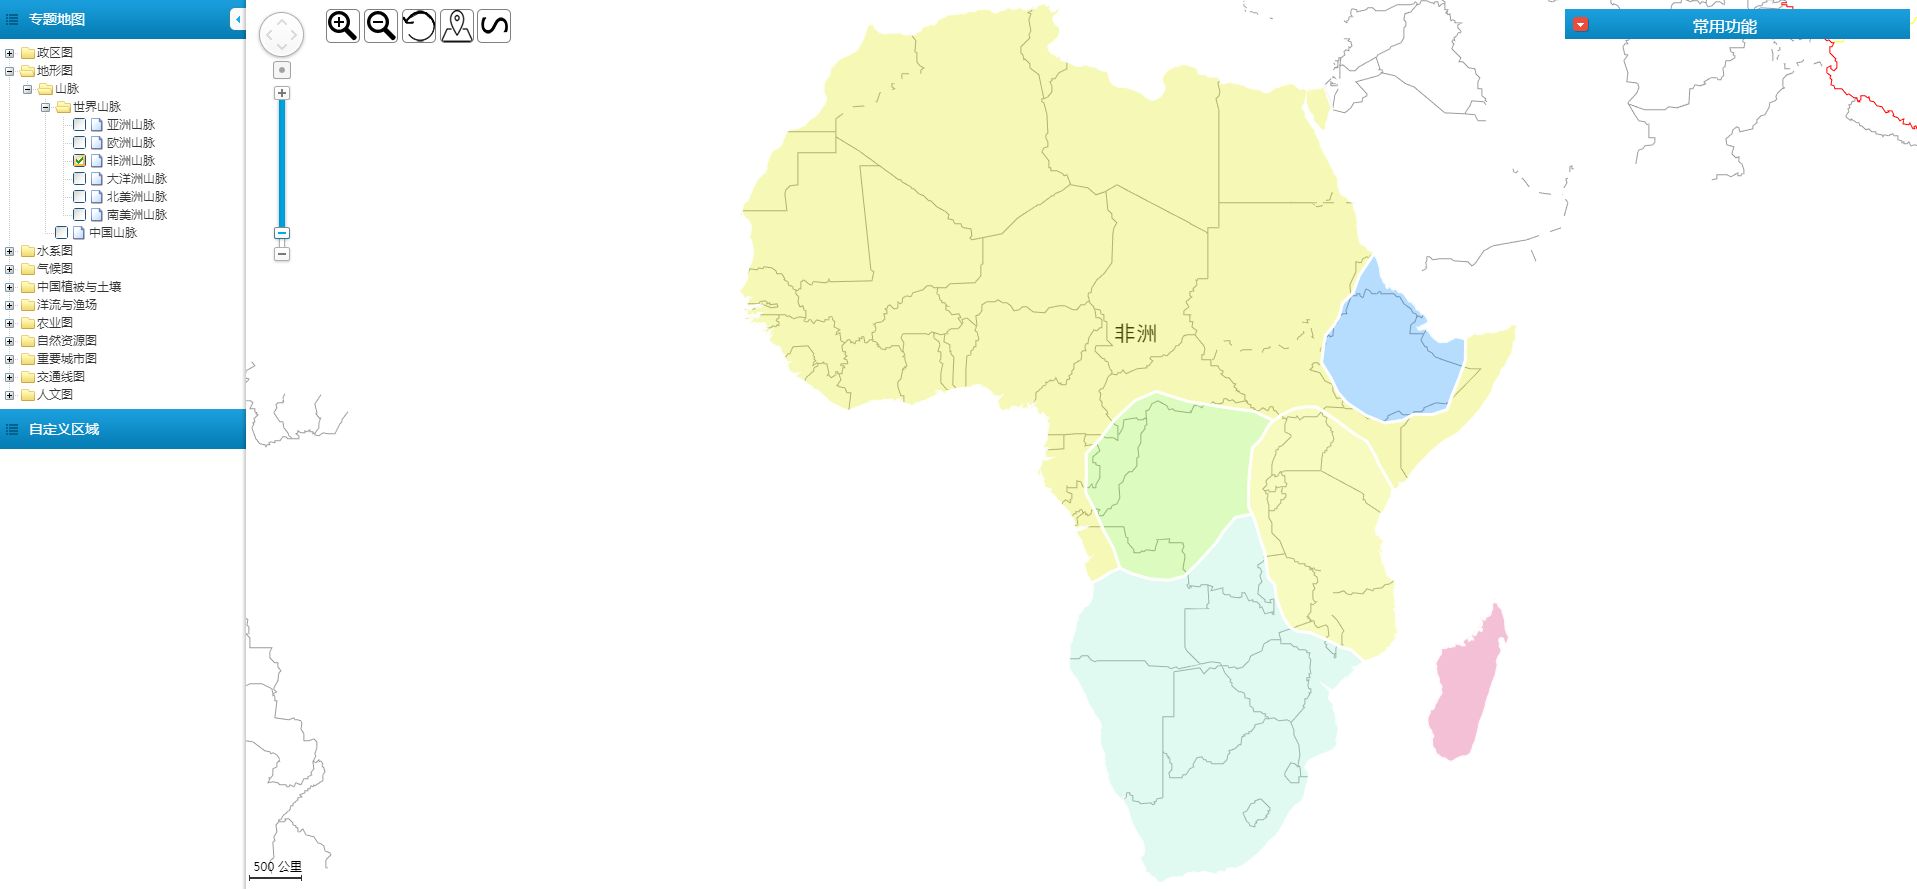 专题地图
政区图
地形图
山脉
世界山脉
亚洲山脉
欧洲山脉
非洲山脉
大洋洲山脉
北美洲山脉
南美洲山脉
中国山脉
水系图
气候图
中国植被与土壤
洋流与渔场
农业图
自然资源图
重要城市图
交通线图
人文图
自定义区域
常用功能
非洲
500 公里